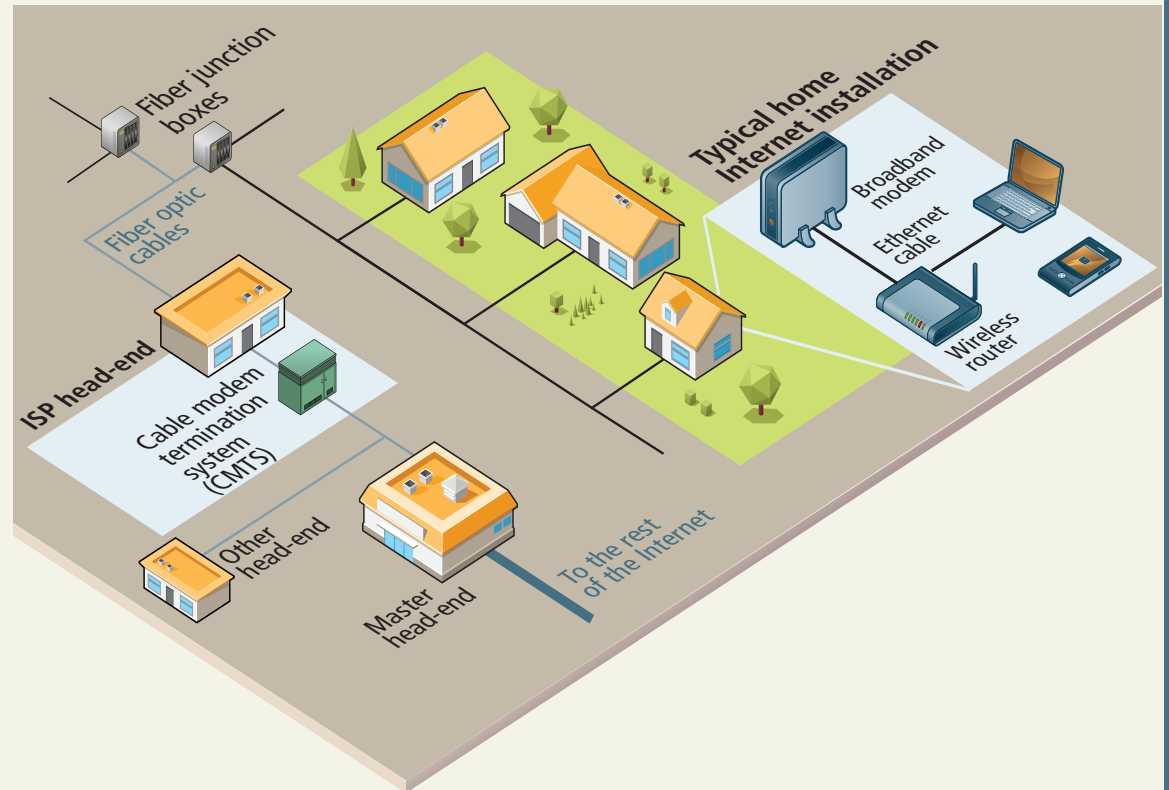 Fiber junction
boxes
Fiber optic
cables
ISP head-end
Cable modem
termination
system
(CMTS)
Other
head-end
Master
head-end
To the rest
of the Internet
Typical home
Internet installation
Broadband
modem
Ethernet
cable
Wireless
router